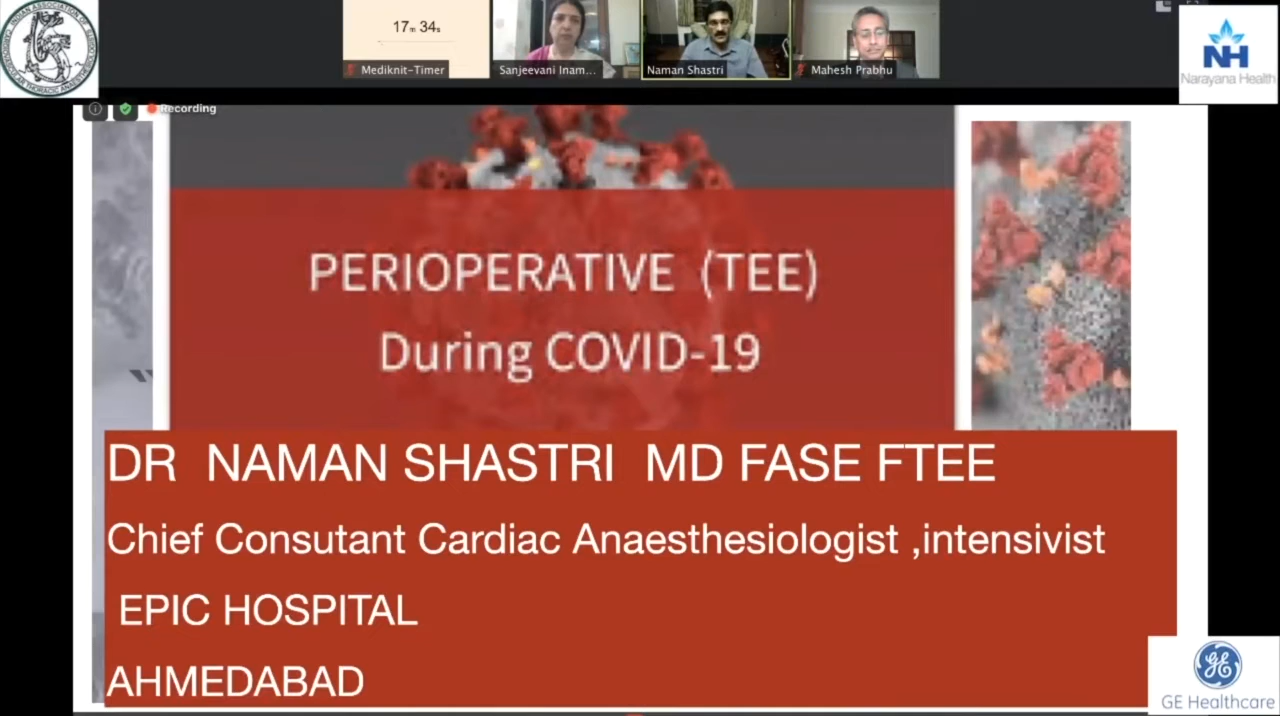 17m 34s
Mediknit-Timer
Sanjeevani Inam...
Naman Shastri
Mahesh Prabhu
NH
Narayana Health
Recording
PERIOPERATIVE (TEE)
During COVID-19
DR NAMAN SHASTRI MD FASE FTEE
Chief Consutant Cardiac Anaesthesiologist ,intensivist
EPIC HOSPITAL
AHMEDABAD
GE Healthcare